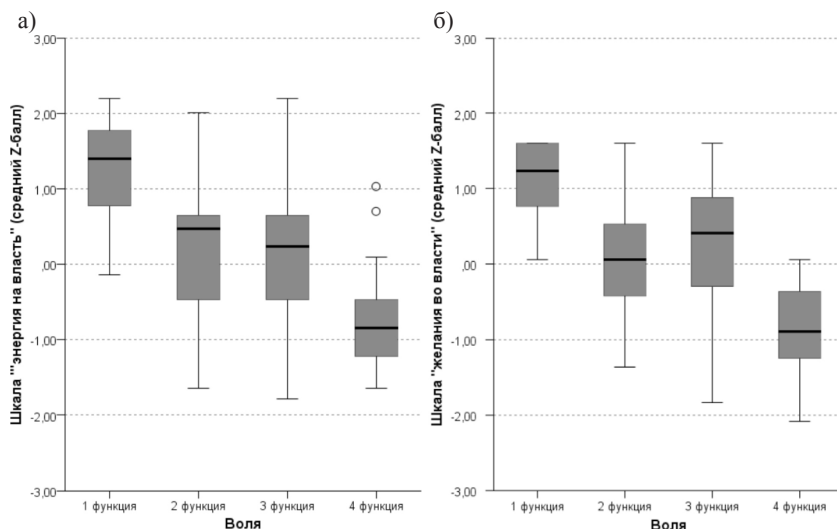 а)
Шкала "'энергия на власть" (средний Z-балл)
3,00
2,00
1,00
,00
-1,00
-2,00
-3,00
1 функция 2 функция 3 функция 4 функция
Воля
б)
Шкала "желания во власти" (средний Z-балл)
3,00
2,00
1,00
,00
-1,00
-2,00
-3,00
1 функция 2 функция 3 функция 4 функция
Воля